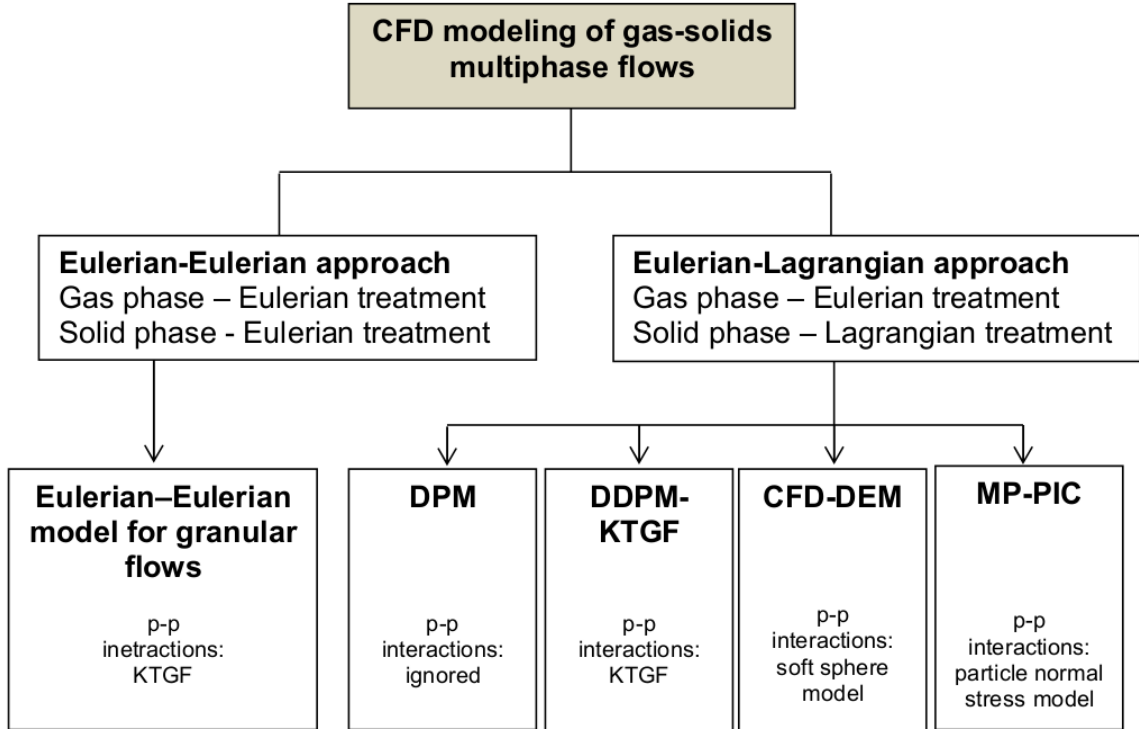 CFD modeling of gas-solids
multiphase flows
Eulerian-Eulerian approach
Gas phase – Eulerian treatment
Solid phase - Eulerian treatment
Eulerian-Lagrangian approach
Gas phase – Eulerian treatment
Solid phase – Lagrangian treatment
Eulerian–Eulerian
model for granular
flows
p-p
inetractions:
KTGF
DPM
p-p
interactions:
ignored
DDPM-
KTGF
p-p
interactions:
KTGF
CFD-DEM
p-p
interactions:
soft sphere
model
MP-PIC
p-p
interactions:
particle normal
stress model